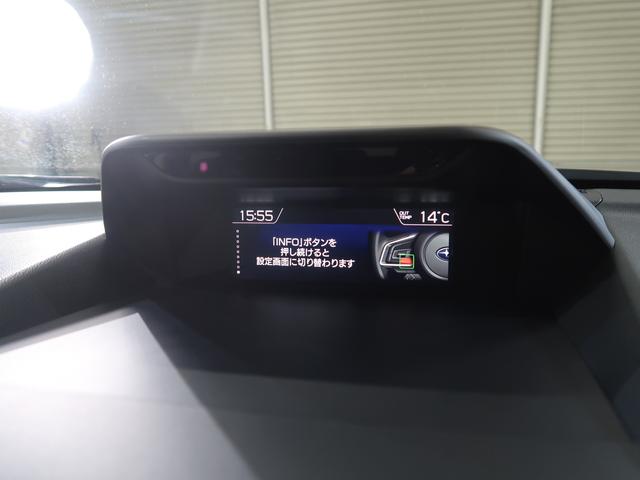 15:55
OUT TEMP 14°C
「INFO」ボタンを
押し続けると
設定画面に切り替わります